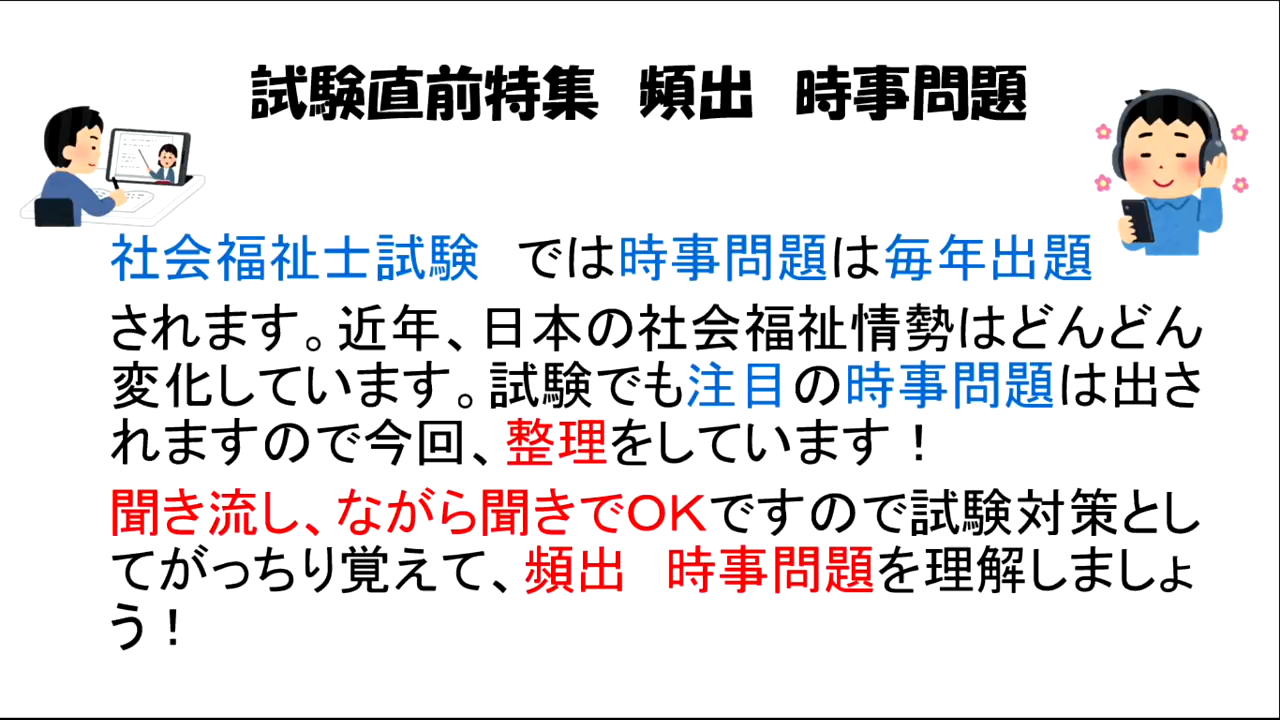 試験直前特集　頻出　時事問題
社会福祉士試験　では時事問題は毎年出題
されます。近年、日本の社会福祉情勢はどんどん
変化しています。試験でも注目の時事問題は出さ
れますので今回、整理をしています！
聞き流し、ながら聞きでＯＫですので試験対策とし
てがっちり覚えて、頻出　時事問題を理解しましょ
う！